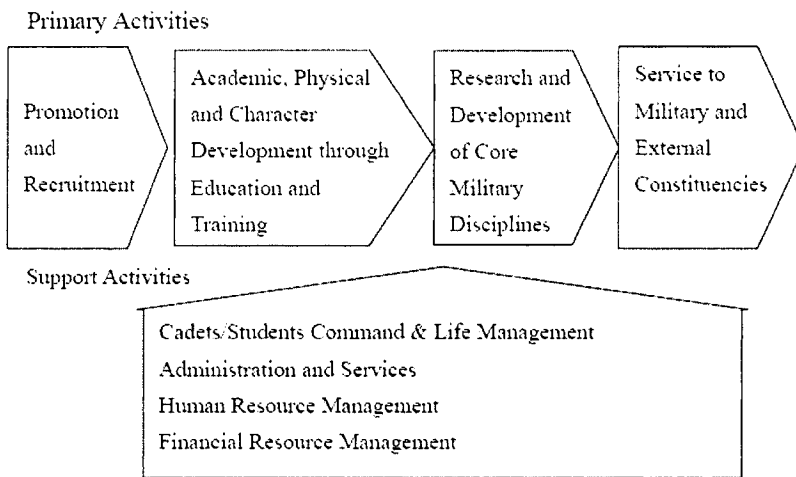 Primary Activities
Promotion
and
Recruitment
Academic, Physical
and Character
Development through
Education and
Training
Research and
Development
of Core
Military
Disciplines
Service to
Military and
External
Constituencies
Support Activities
Cadets/Students Command & Life Management
Administration and Services
Human Resource Management
Financial Resource Management